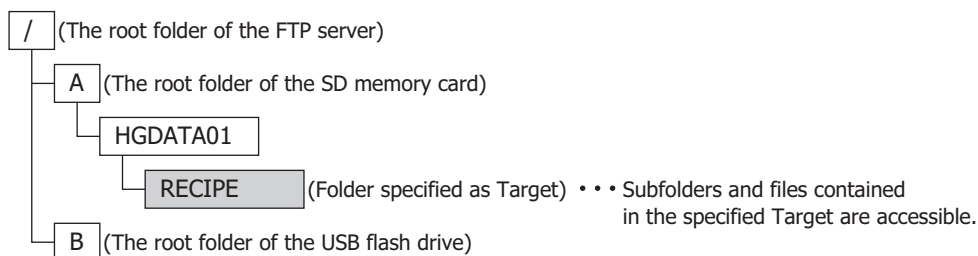 / (The root folder of the FTP server)
A (The root folder of the SD memory card)
HGDATA01
RECIPE (Folder specified as Target) ••• Subfolders and files contained
in the specified Target are accessible.
B (The root folder of the USB flash drive)